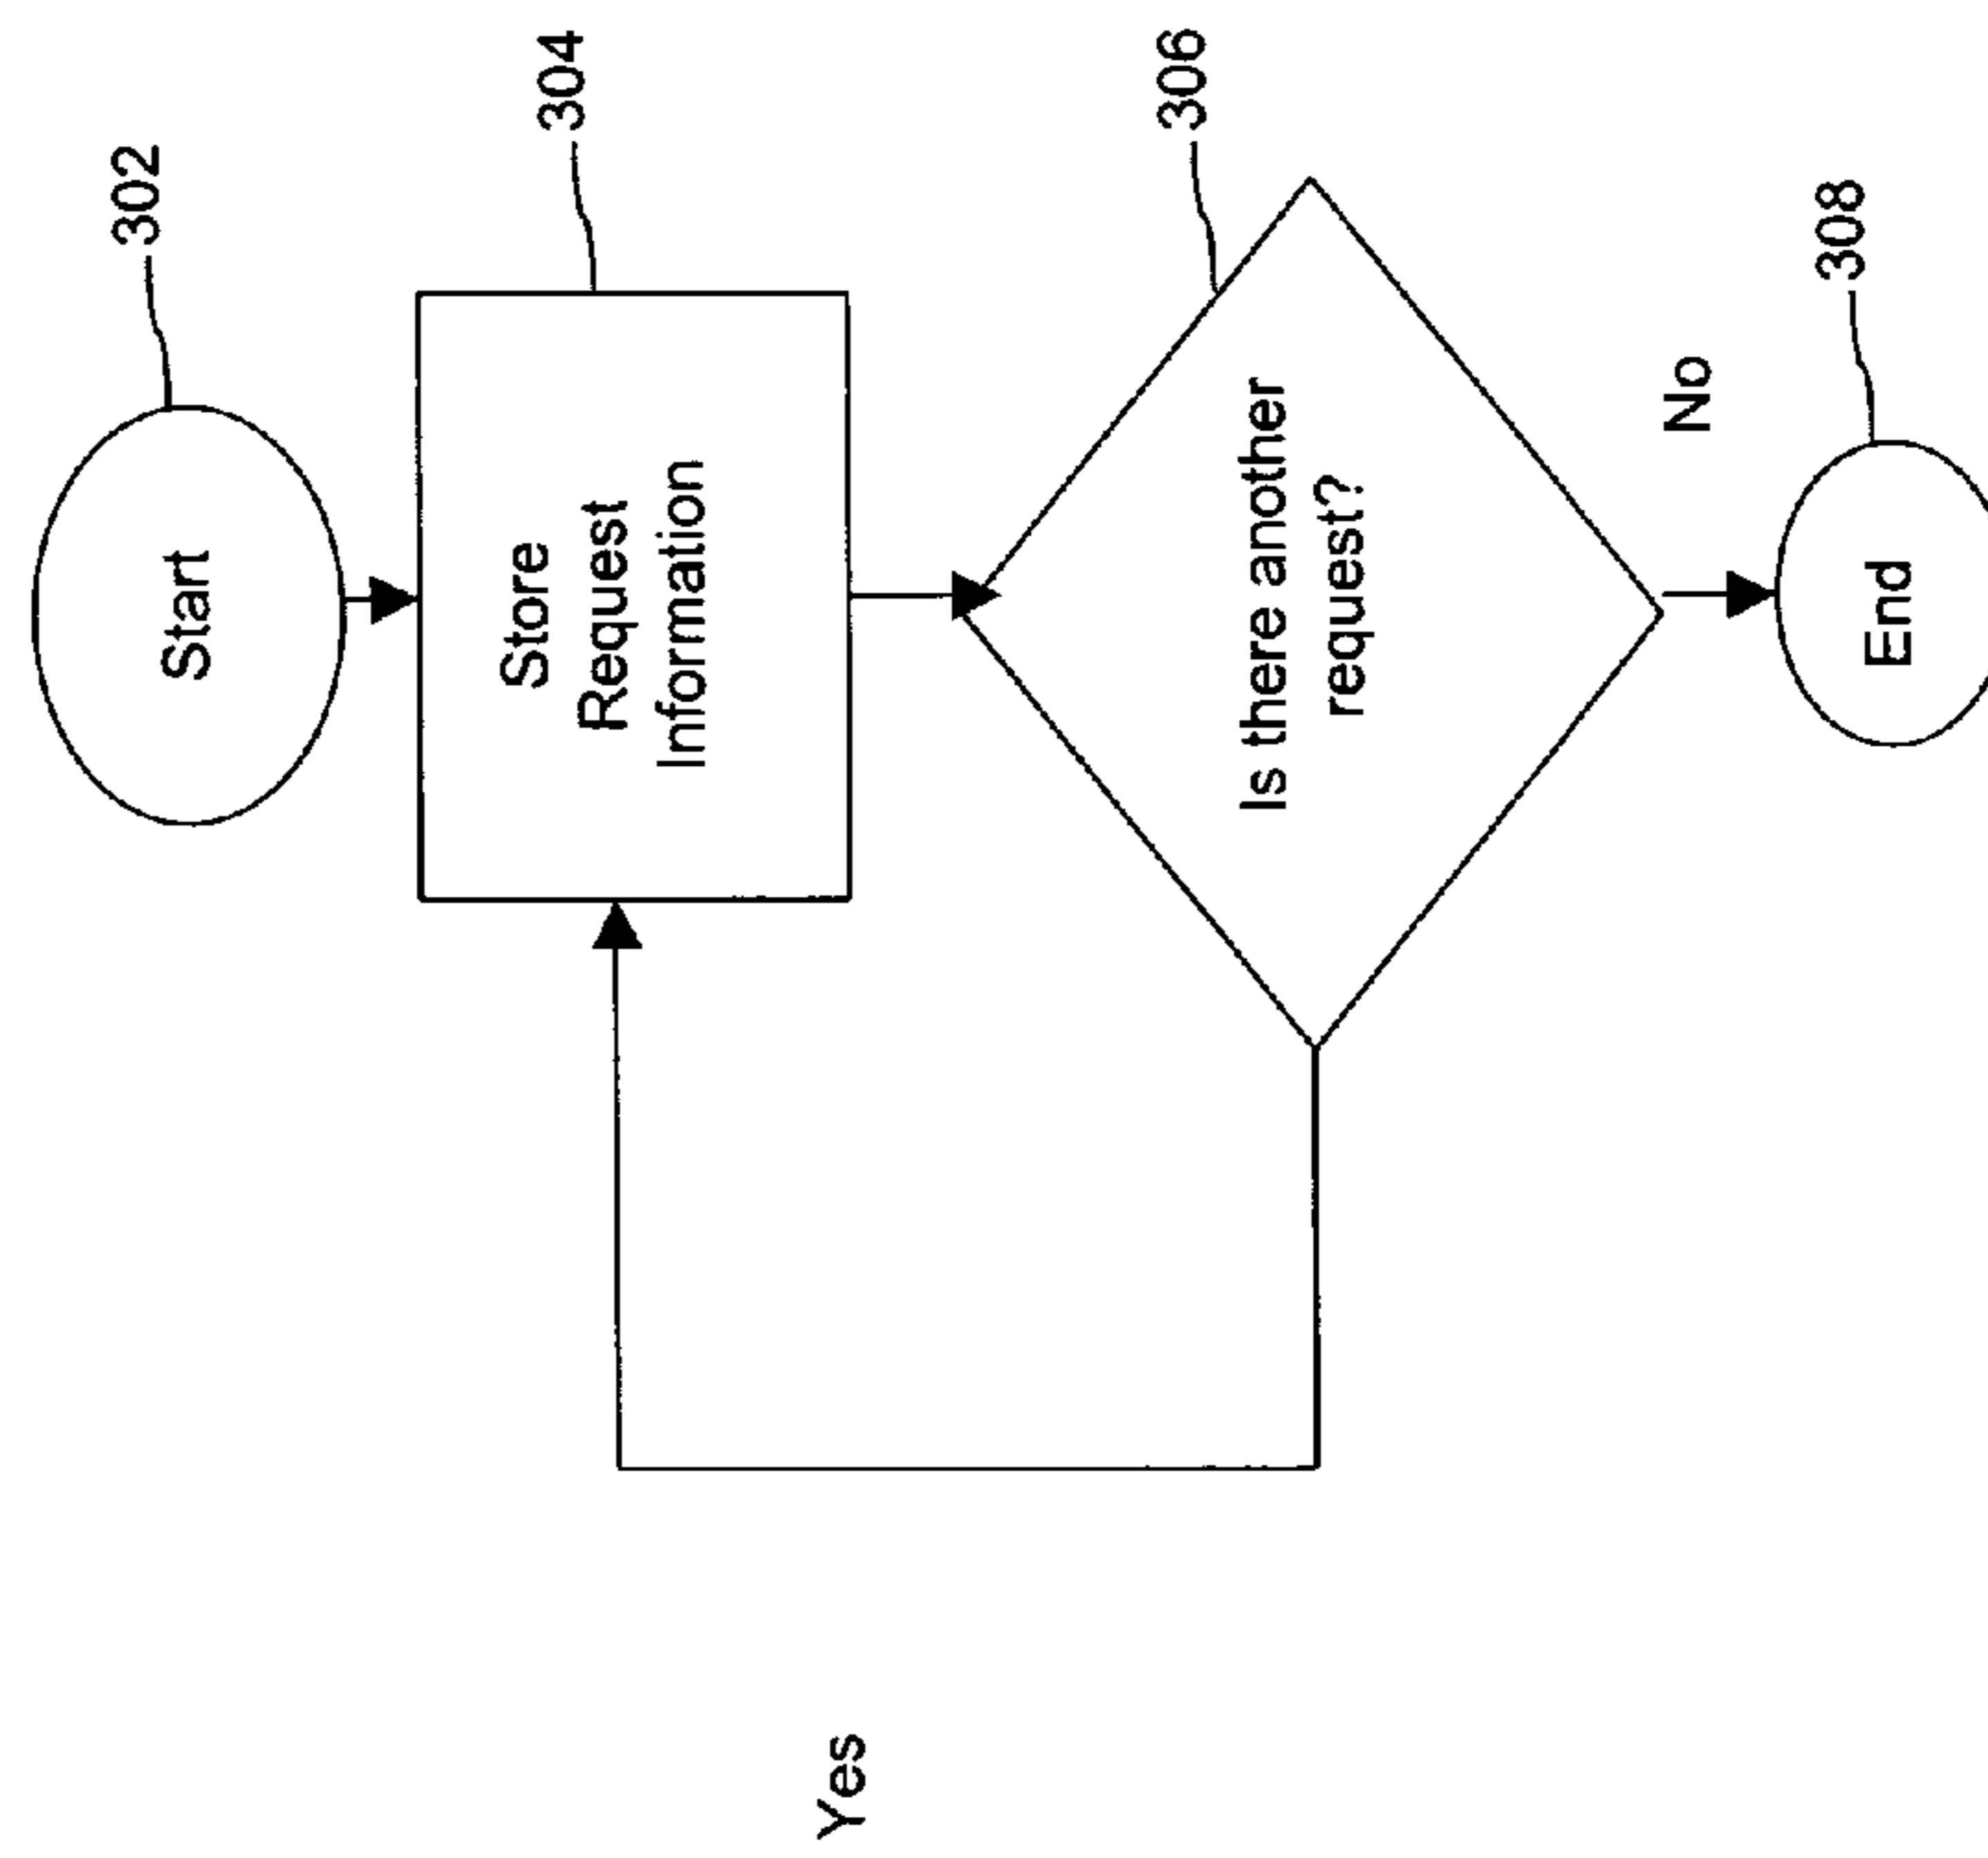 302
Start
304
Store
Request
Information
306
Is there another
request?
Yes
No
308
End